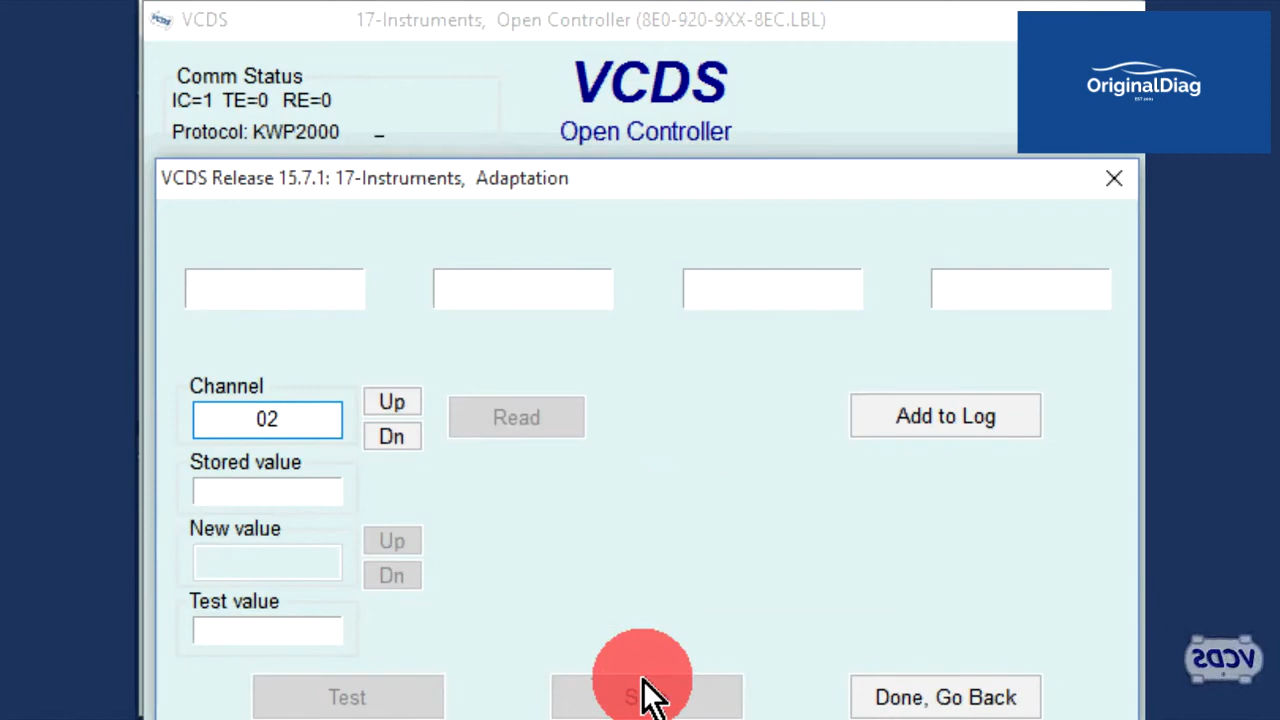 VCDS 17-Instruments, Open Controller (8E0-920-9XX-8EC.LBL)
Comm Status
IC=1 TE=0 RE=0
Protocol: KWP2000 –
VCDS
Open Controller
OriginalDiag
VCDS Release 15.7.1: 17-Instruments, Adaptation
Channel
02
Up
Dn
Read
Add to Log
Stored value
New value
Up
Dn
Test value
Test
Done, Go Back
VCDS